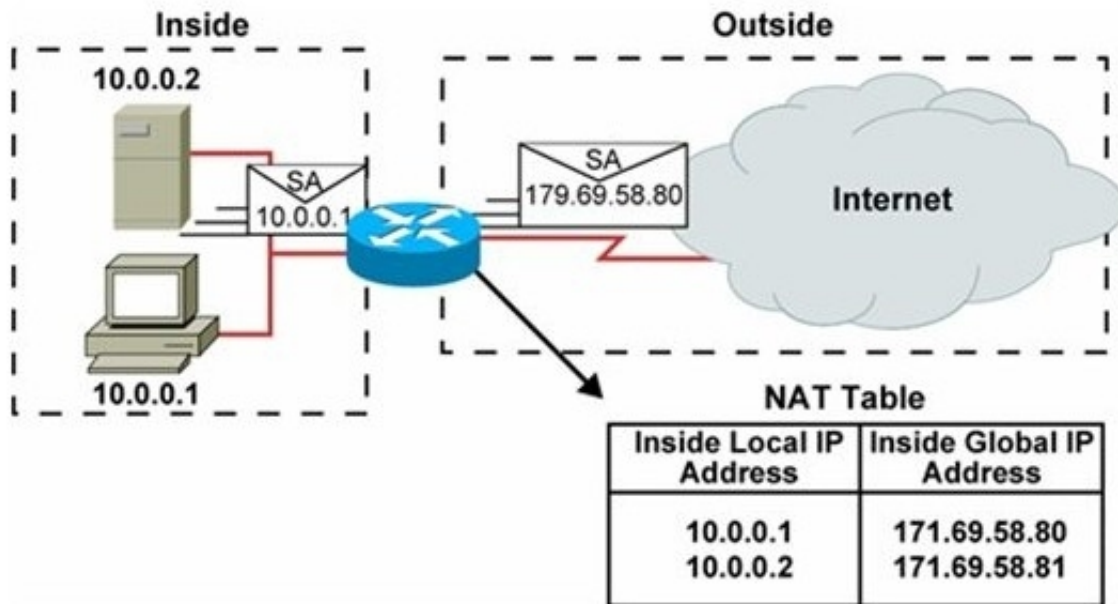 Inside
Outside
10.0.0.2
SA
10.0.0.1
SA
179.69.58.80
Internet
10.0.0.1
NAT Table
Inside Local IP Address
Inside Global IP Address
10.0.0.1 171.69.58.80
10.0.0.2 171.69.58.81